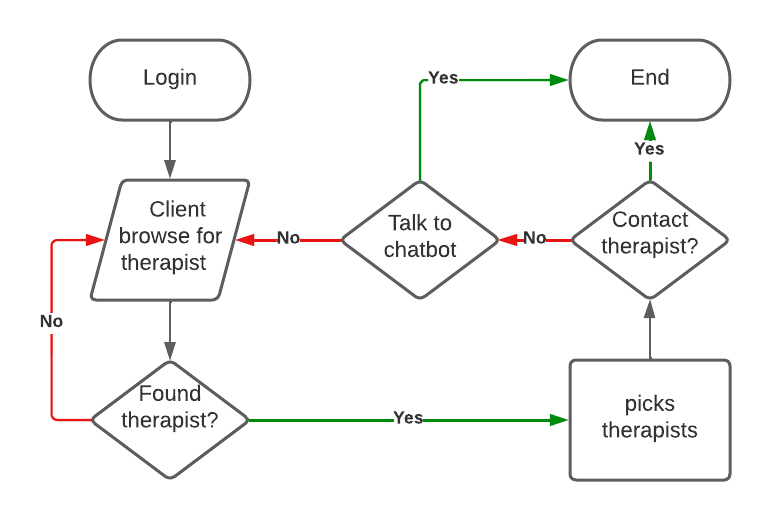 Login
Yes
End
Yes
Client
browse for
therapist
No
Talk to
chatbot
No
Contact
therapist?
No
Found
therapist?
Yes
picks
therapists